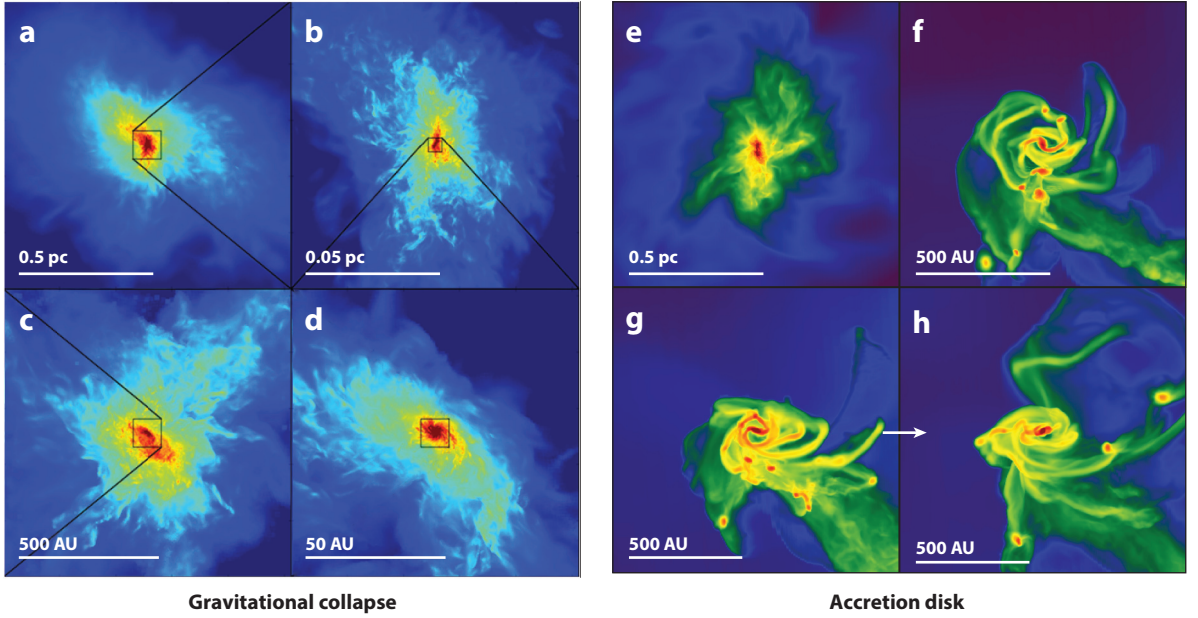 a
b
0.5 pc
0.05 pc
c
d
500 AU
50 AU
Gravitational collapse
e
f
0.5 pc
500 AU
g
h
500 AU
500 AU
Accretion disk